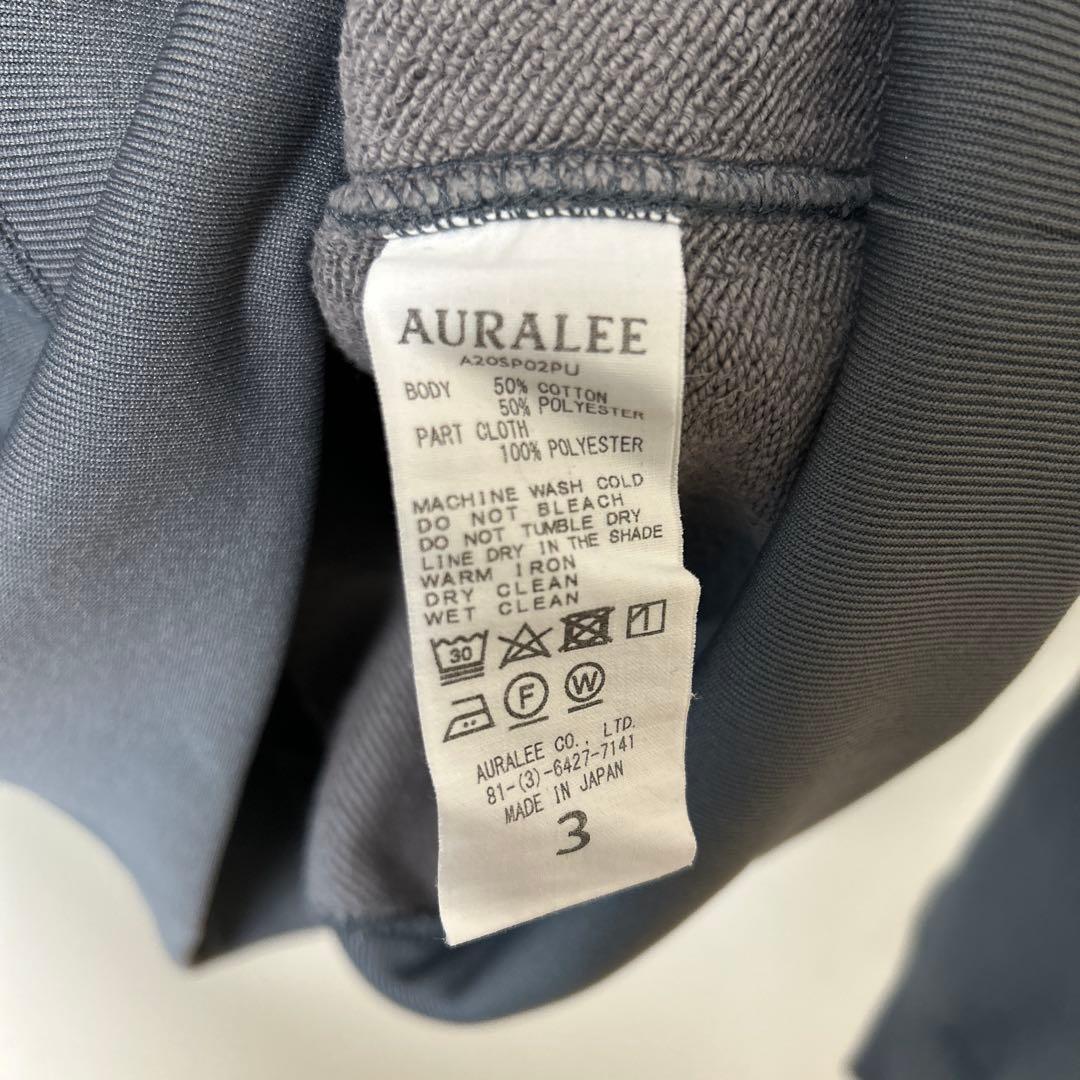 AURALEE
A20SP02PU
BODY 50% COTTON
50% POLYESTER
PART CLOTH
100% POLYESTER
MACHINE WASH COLD
DO NOT BLEACH
DO NOT TUMBLE DRY
LINE DRY IN THE SHADE
WARM IRON
DRY CLEAN
WET CLEAN
30
F W
AURALEE CO., LTD.
81-(3)-6427-7141
MADE IN JAPAN
3